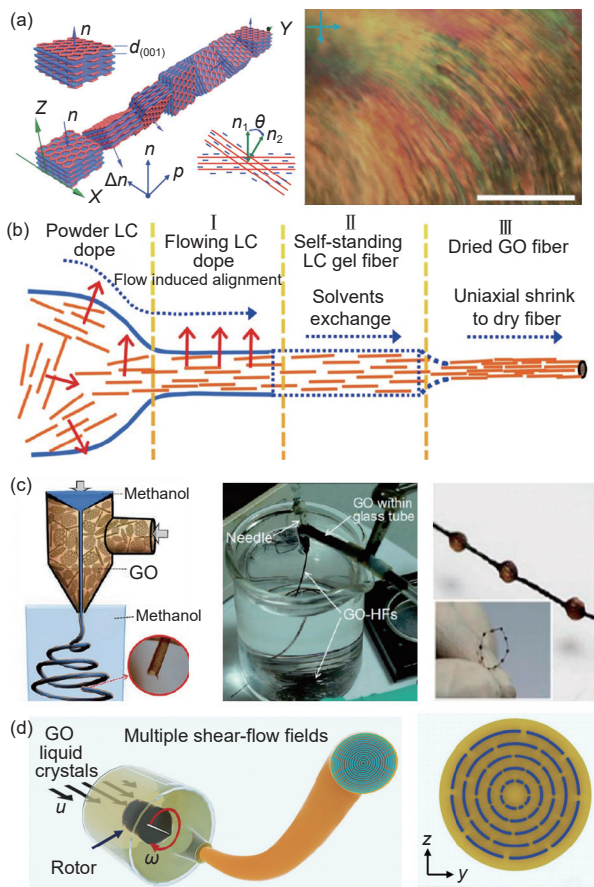 (a)
n
d(001)
Y
Z
n
X
Δn
n
p
n1 θ
n2
(b)
Powder LC
dope
I
Flowing LC
dope
Flow induced alignment
II
Self-standing
LC gel fiber
Solvents
exchange
III
Dried GO fiber
Uniaxial shrink
to dry fiber
(c)
Methanol
GO
Methanol
Needle
GO within
glass tube
GO-HFs
(d)
GO
liquid
crystals
u
Rotor
ω
Multiple shear-flow fields
z
y